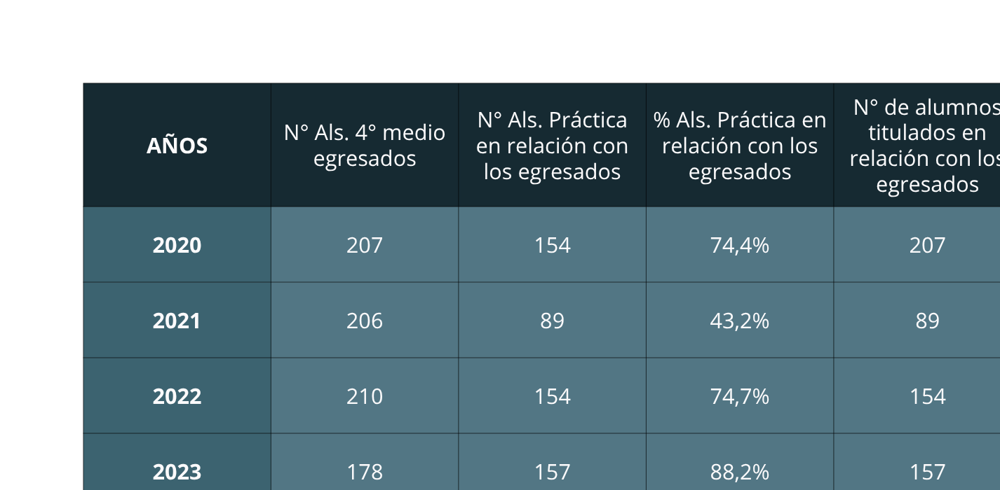 AÑOS
N° Als. 4° medio
egresados
N° Als. Práctica
en relación con
los egresados
% Als. Práctica en
relación con los
egresados
N° de alumnos
titulados en
relación con los
egresados
2020 207 154 74,4% 207
2021 206 89 43,2% 89
2022 210 154 74,7% 154
2023 178 157 88,2% 157